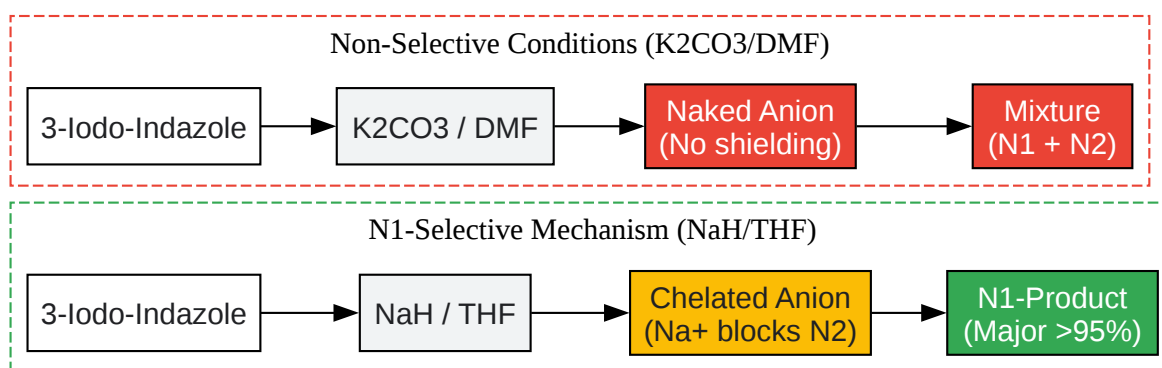 Non-Selective Conditions (K2CO3/DMF)
3-Iodo-Indazole
K2CO3 / DMF
Naked Anion
(No shielding)
Mixture
(N1 + N2)
N1-Selective Mechanism (NaH/THF)
3-Iodo-Indazole
NaH / THF
Chelated Anion
(Na+ blocks N2)
N1-Product
(Major >95%)